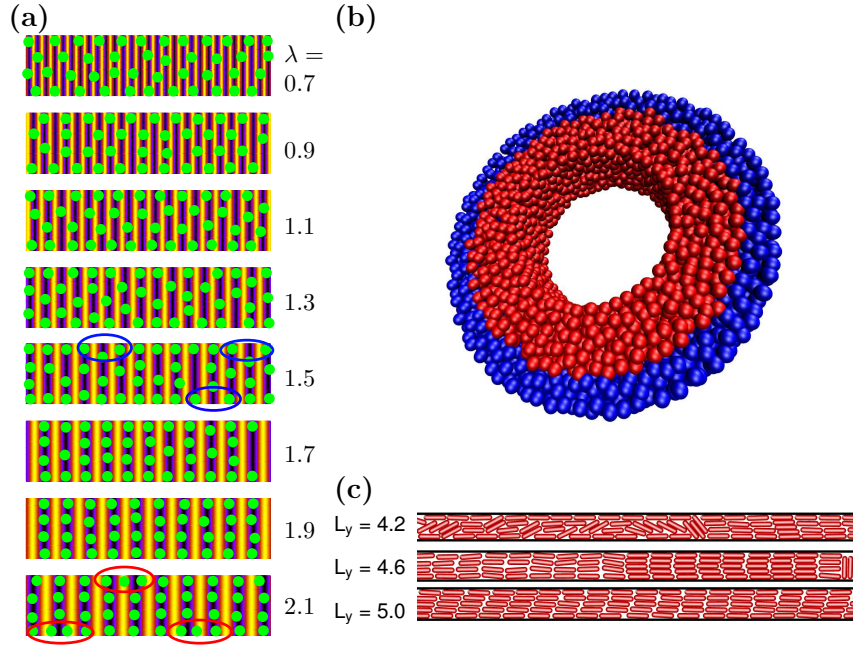 (a)
λ =
0.7
0.9
1.1
1.3
1.5
1.7
1.9
2.1
(b)
(c)
L_y = 4.2
L_y = 4.6
L_y = 5.0